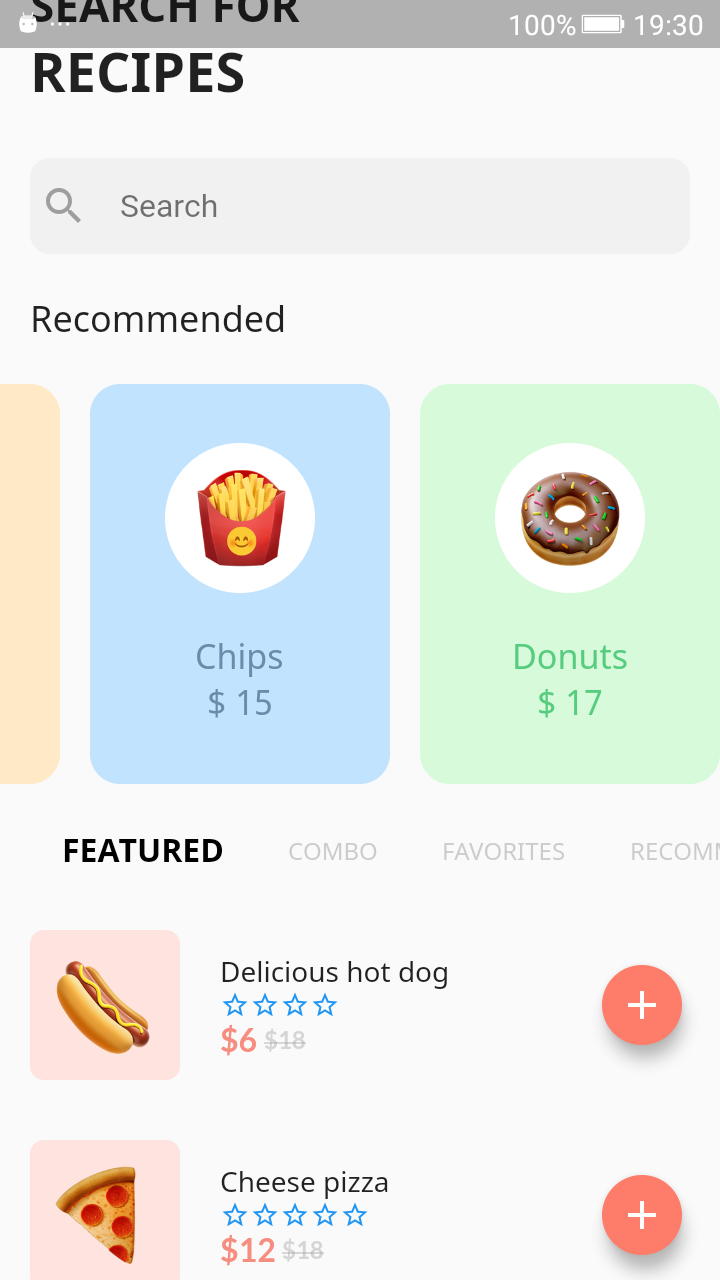 SEARCH FOR
100% 19:30
RECIPES
Search
Recommended
Chips
$ 15
Donuts
$ 17
FEATURED COMBO FAVORITES RECOM
Delicious hot dog
$6 $18
Cheese pizza
$12 $18